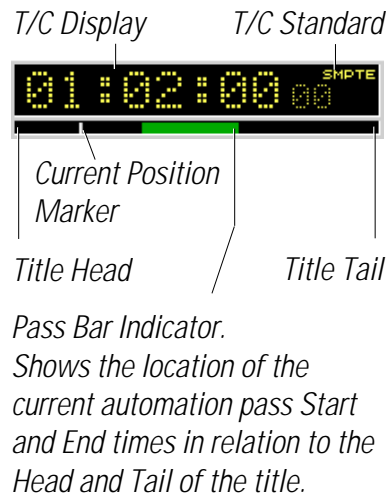 T/C Display T/C Standard
SMPTE
01:02:00 00
Current Position
Marker
Title Head Title Tail
Pass Bar Indicator.
Shows the location of the
current automation pass Start
and End times in relation to the
Head and Tail of the title.